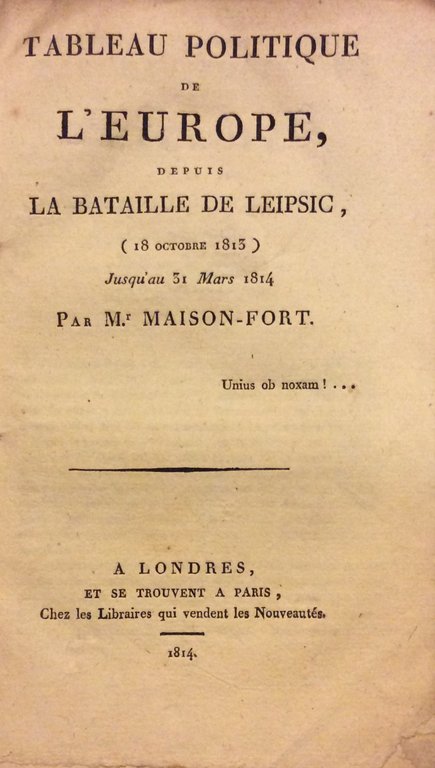 TABLEAU POLITIQUE
DE
L'EUROPE,
DEPUIS
LA BATAILLE DE LEIPSIC,
( 18 OCTOBRE 1813 )
Jusqu'au 31 Mars 1814
PAR M.r MAISON-FORT.
Unius ob noxam ! ...
A LONDRES,
ET SE TROUVENT A PARIS,
Chez les Libraires qui vendent les Nouveautés.
1814.